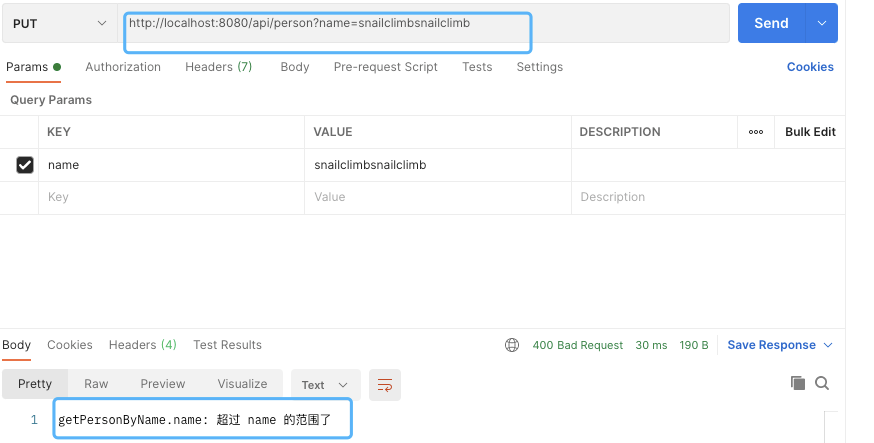 PUT http://localhost:8080/api/person?name=snailclimbsnailclimb Send
Params Authorization Headers (7) Body Pre-request Script Tests Settings Cookies
Query Params
KEY VALUE DESCRIPTION ooo Bulk Edit
name snailclimbsnailclimb
Key Value Description
Body Cookies Headers (4) Test Results 400 Bad Request 30 ms 190 B Save Response
Pretty Raw Preview Visualize Text
1 getPersonByName.name: 超过 name 的范围了